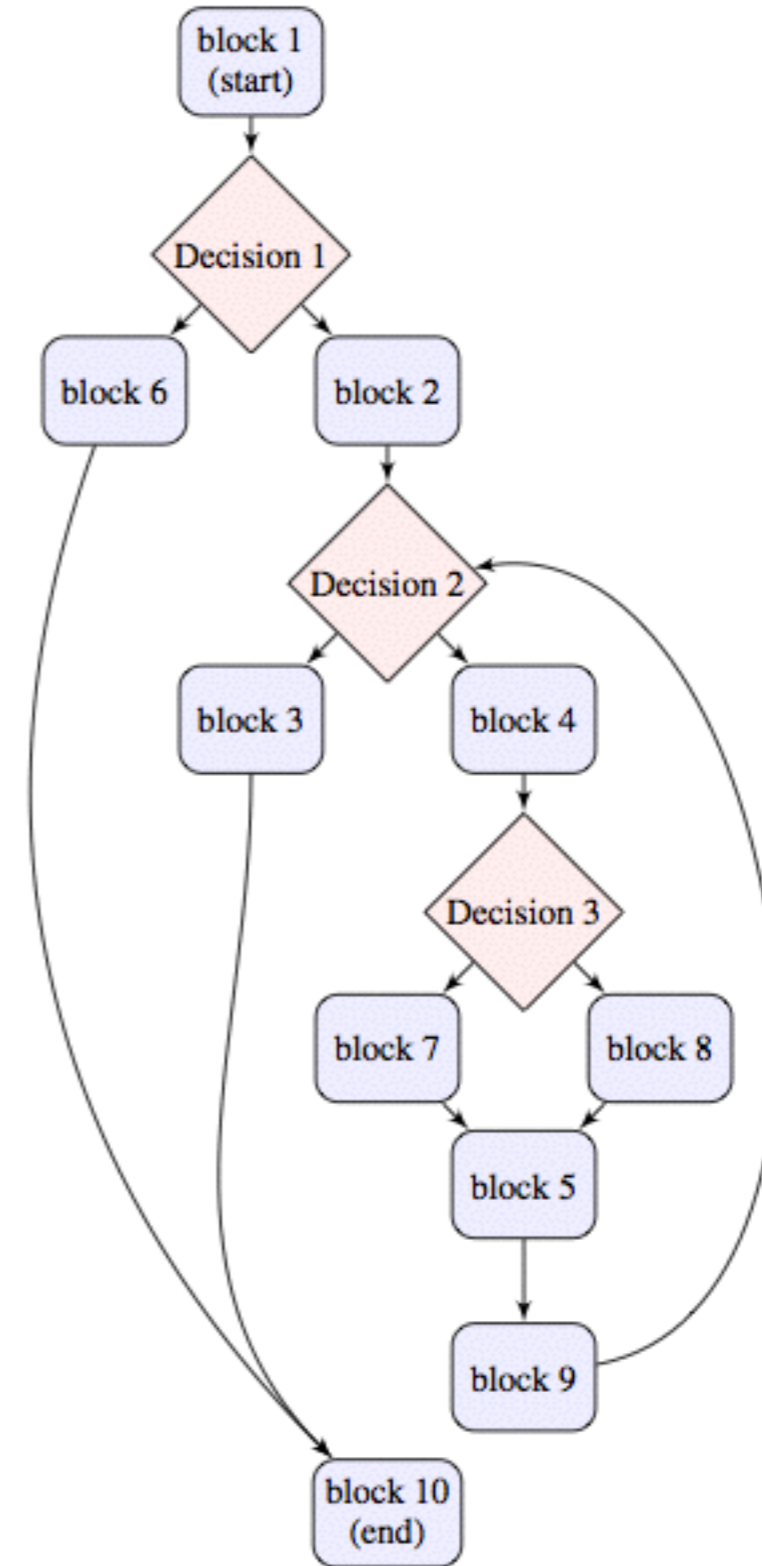 block 1
(start)
Decision 1
block 6
block 2
Decision 2
block 3
block 4
Decision 3
block 7
block 8
block 5
block 9
block 10
(end)